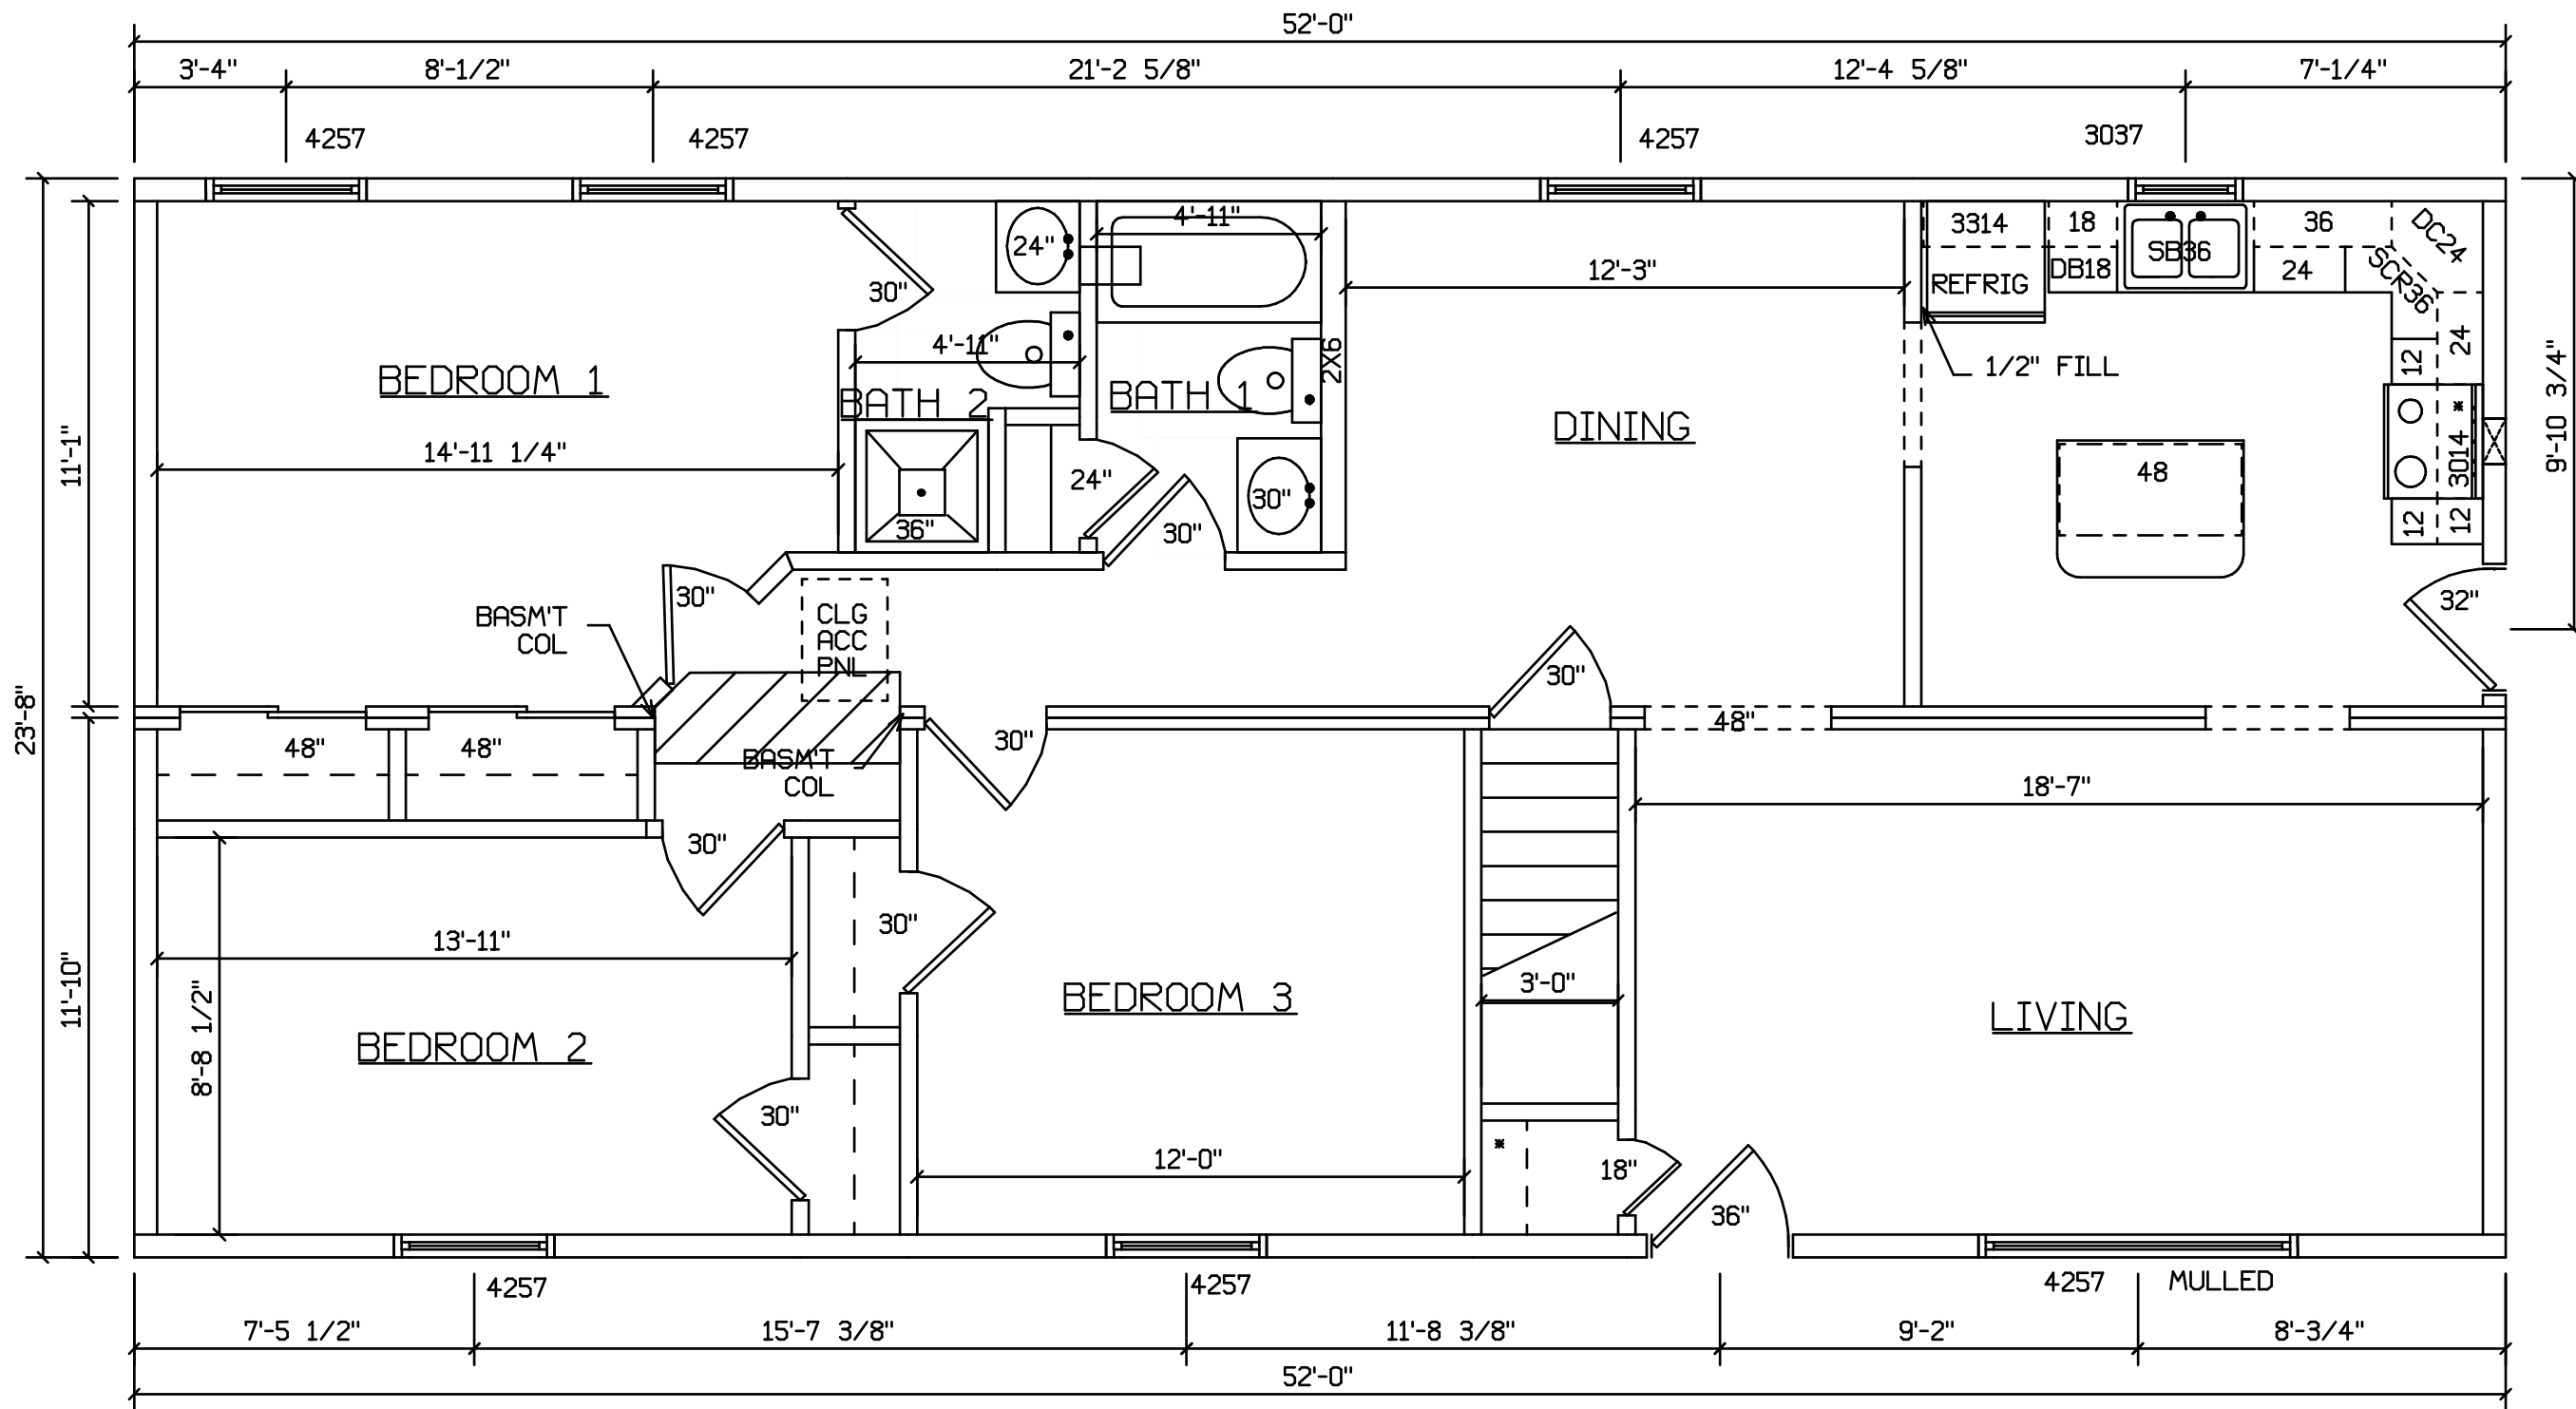 52'-0"
3'-4"
8'-1/2"
21'-2 5/8"
12'-4 5/8"
7'-1/4"
4257
4257
4257
3037
4'-11"
24"
3314
18
36
DC24
SB36
REFRIG
DB18
24
SCR36
12'-3"
30"
4'-11"
2X6
1/2" FILL
24
12
9'-10 3/4"
BEDROOM 1
BATH 2
BATH 1
DINING
*
3014
48
11'-1"
14'-11 1/4"
24"
30"
36"
30"
12
12
30"
BASM'T
COL
CLG
ACC
PNL
32"
30"
23'-8"
48"
48"
30"
48"
BASM'T
COL
18'-7"
30"
30"
13'-11"
11'-10"
8'-8 1/2"
BEDROOM 3
3'-0"
LIVING
BEDROOM 2
30"
*
12'-0"
18"
36"
4257
4257
4257
MULLED
7'-5 1/2"
15'-7 3/8"
11'-8 3/8"
9'-2"
8'-3/4"
52'-0"